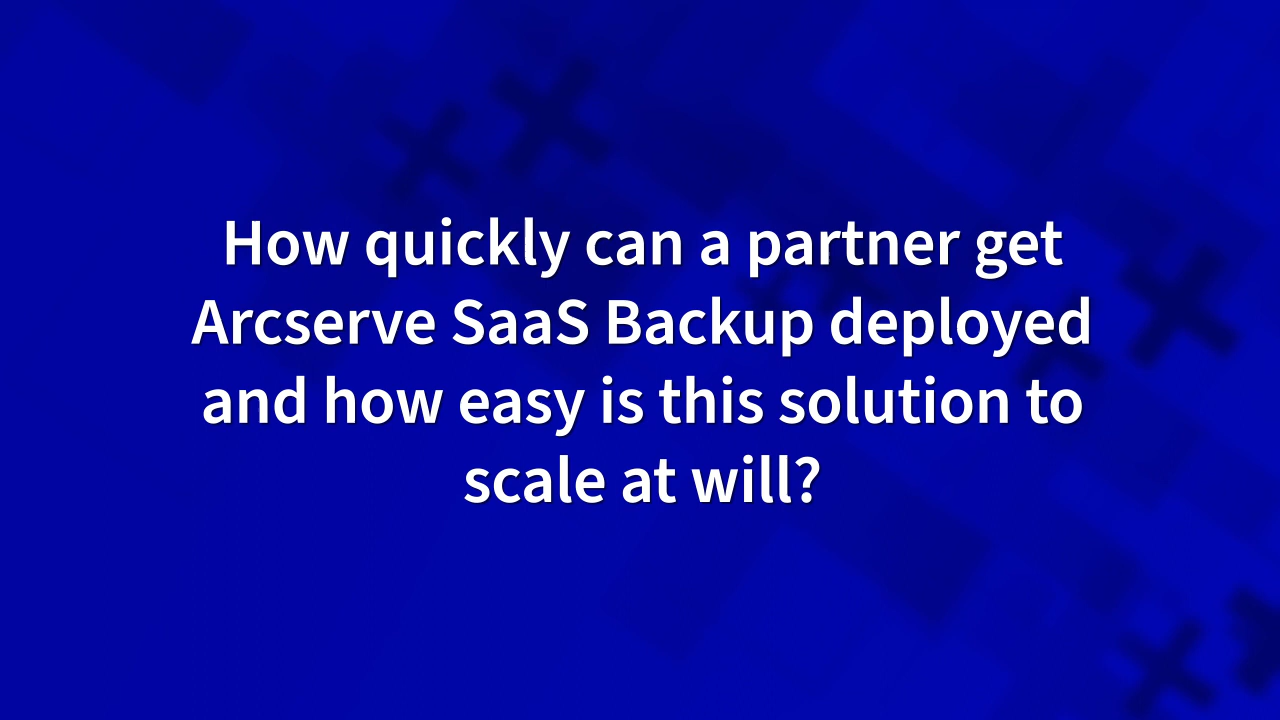 How quickly can a partner get
Arcserve SaaS Backup deployed
and how easy is this solution to
scale at will?